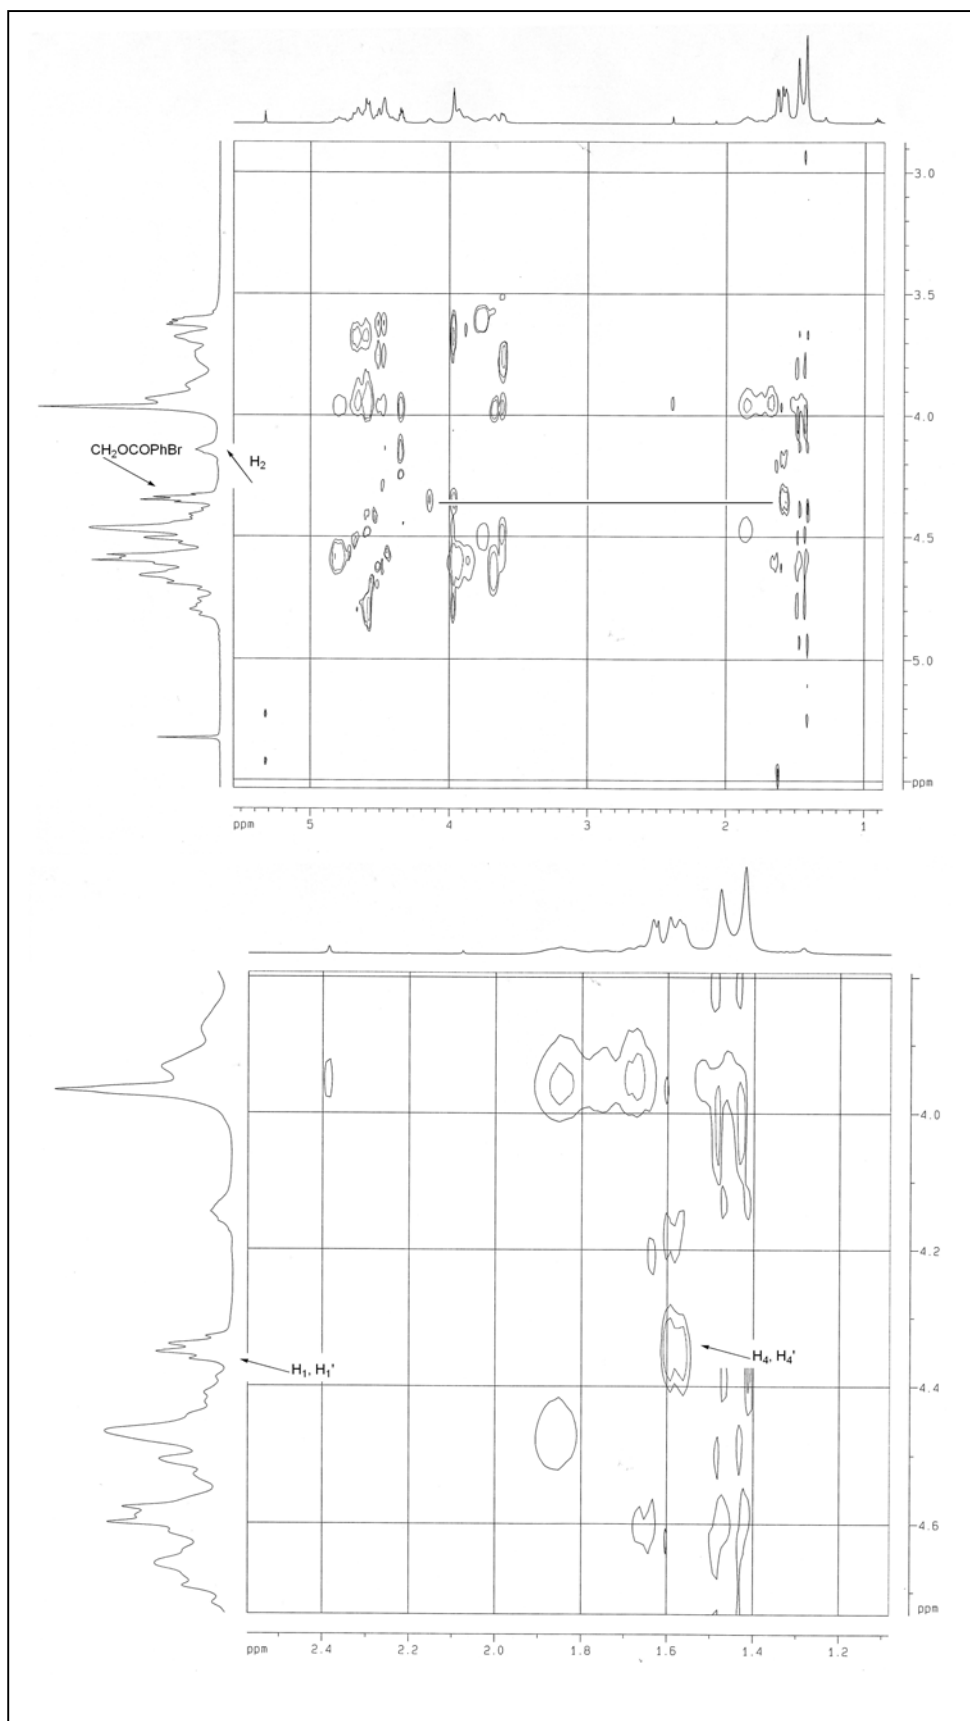 3.0
3.5
4.0
CH₂OCOPhBr
H₂
4.5
5.0
ppm
ppm 5 4 3 2 1
4.0
4.2
H₁, H₁'
H₄, H₄'
4.4
4.6
ppm
ppm 2.4 2.2 2.0 1.8 1.6 1.4 1.2